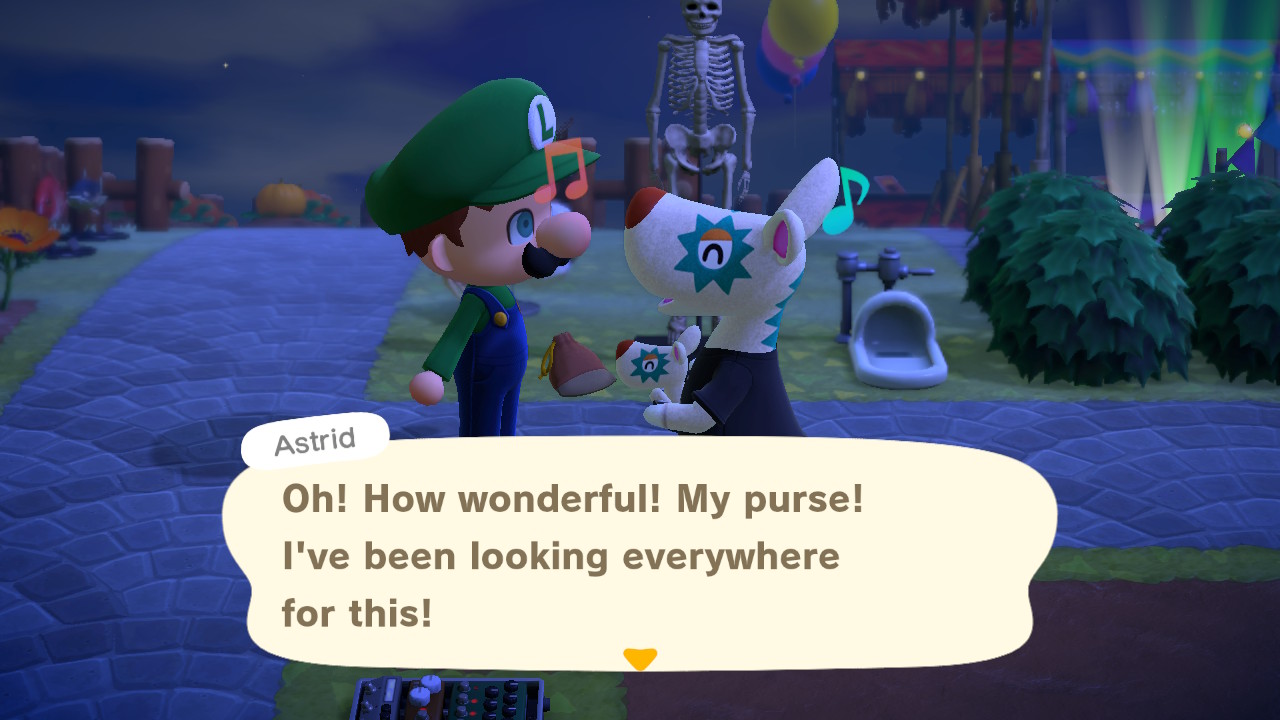 L
Astrid
Oh! How wonderful! My purse!
I've been looking everywhere
for this!